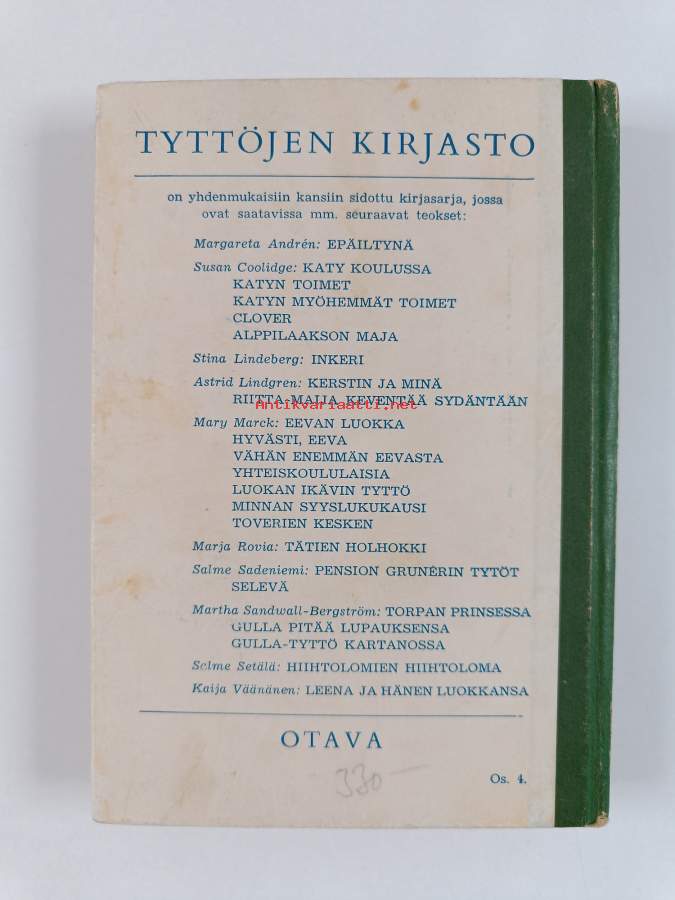 TYTTÖJEN KIRJASTO
on yhdenmukaisiin kansiin sidottu kirjasarja, jossa
ovat saatavissa mm. seuraavat teokset:
Margareta Andrén: EPÄILTYNÄ
Susan Coolidge: KATY KOULUSSA
KATYN TOIMET
KATYN MYÖHEMMÄT TOIMET
CLOVER
ALPPILAAKSON MAJA
Stina Lindeberg: INKERI
Astrid Lindgren: KERSTIN JA MINÄ
RIITTA-MAIJA KEVENTÄÄ SYDÄNTÄÄN
Antikvariaatti.net
Mary Marck: EEVAN LUOKKA
HYVÄSTI, EEVA
VÄHÄN ENEMMÄN EEVASTA
YHTEISKOULULAISIA
LUOKAN IKÄVIN TYTTÖ
MINNAN SYYSLUKUKAUSI
TOVERIEN KESKEN
Marja Rovia: TÄTIEN HOLHOKKI
Salme Sadeniemi: PENSION GRUNÉRIN TYTÖT
SELEVÄ
Martha Sandwall-Bergström: TORPAN PRINSESSA
GULLA PITÄÄ LUPAUKSENSA
GULLA-TYTTÖ KARTANOSSA
Selme Setälä: HIIHTOLOMIEN HIIHTOLOMA
Kaija Väänänen: LEENA JA HÄNEN LUOKKANSA
OTAVA
330—
Os. 4.